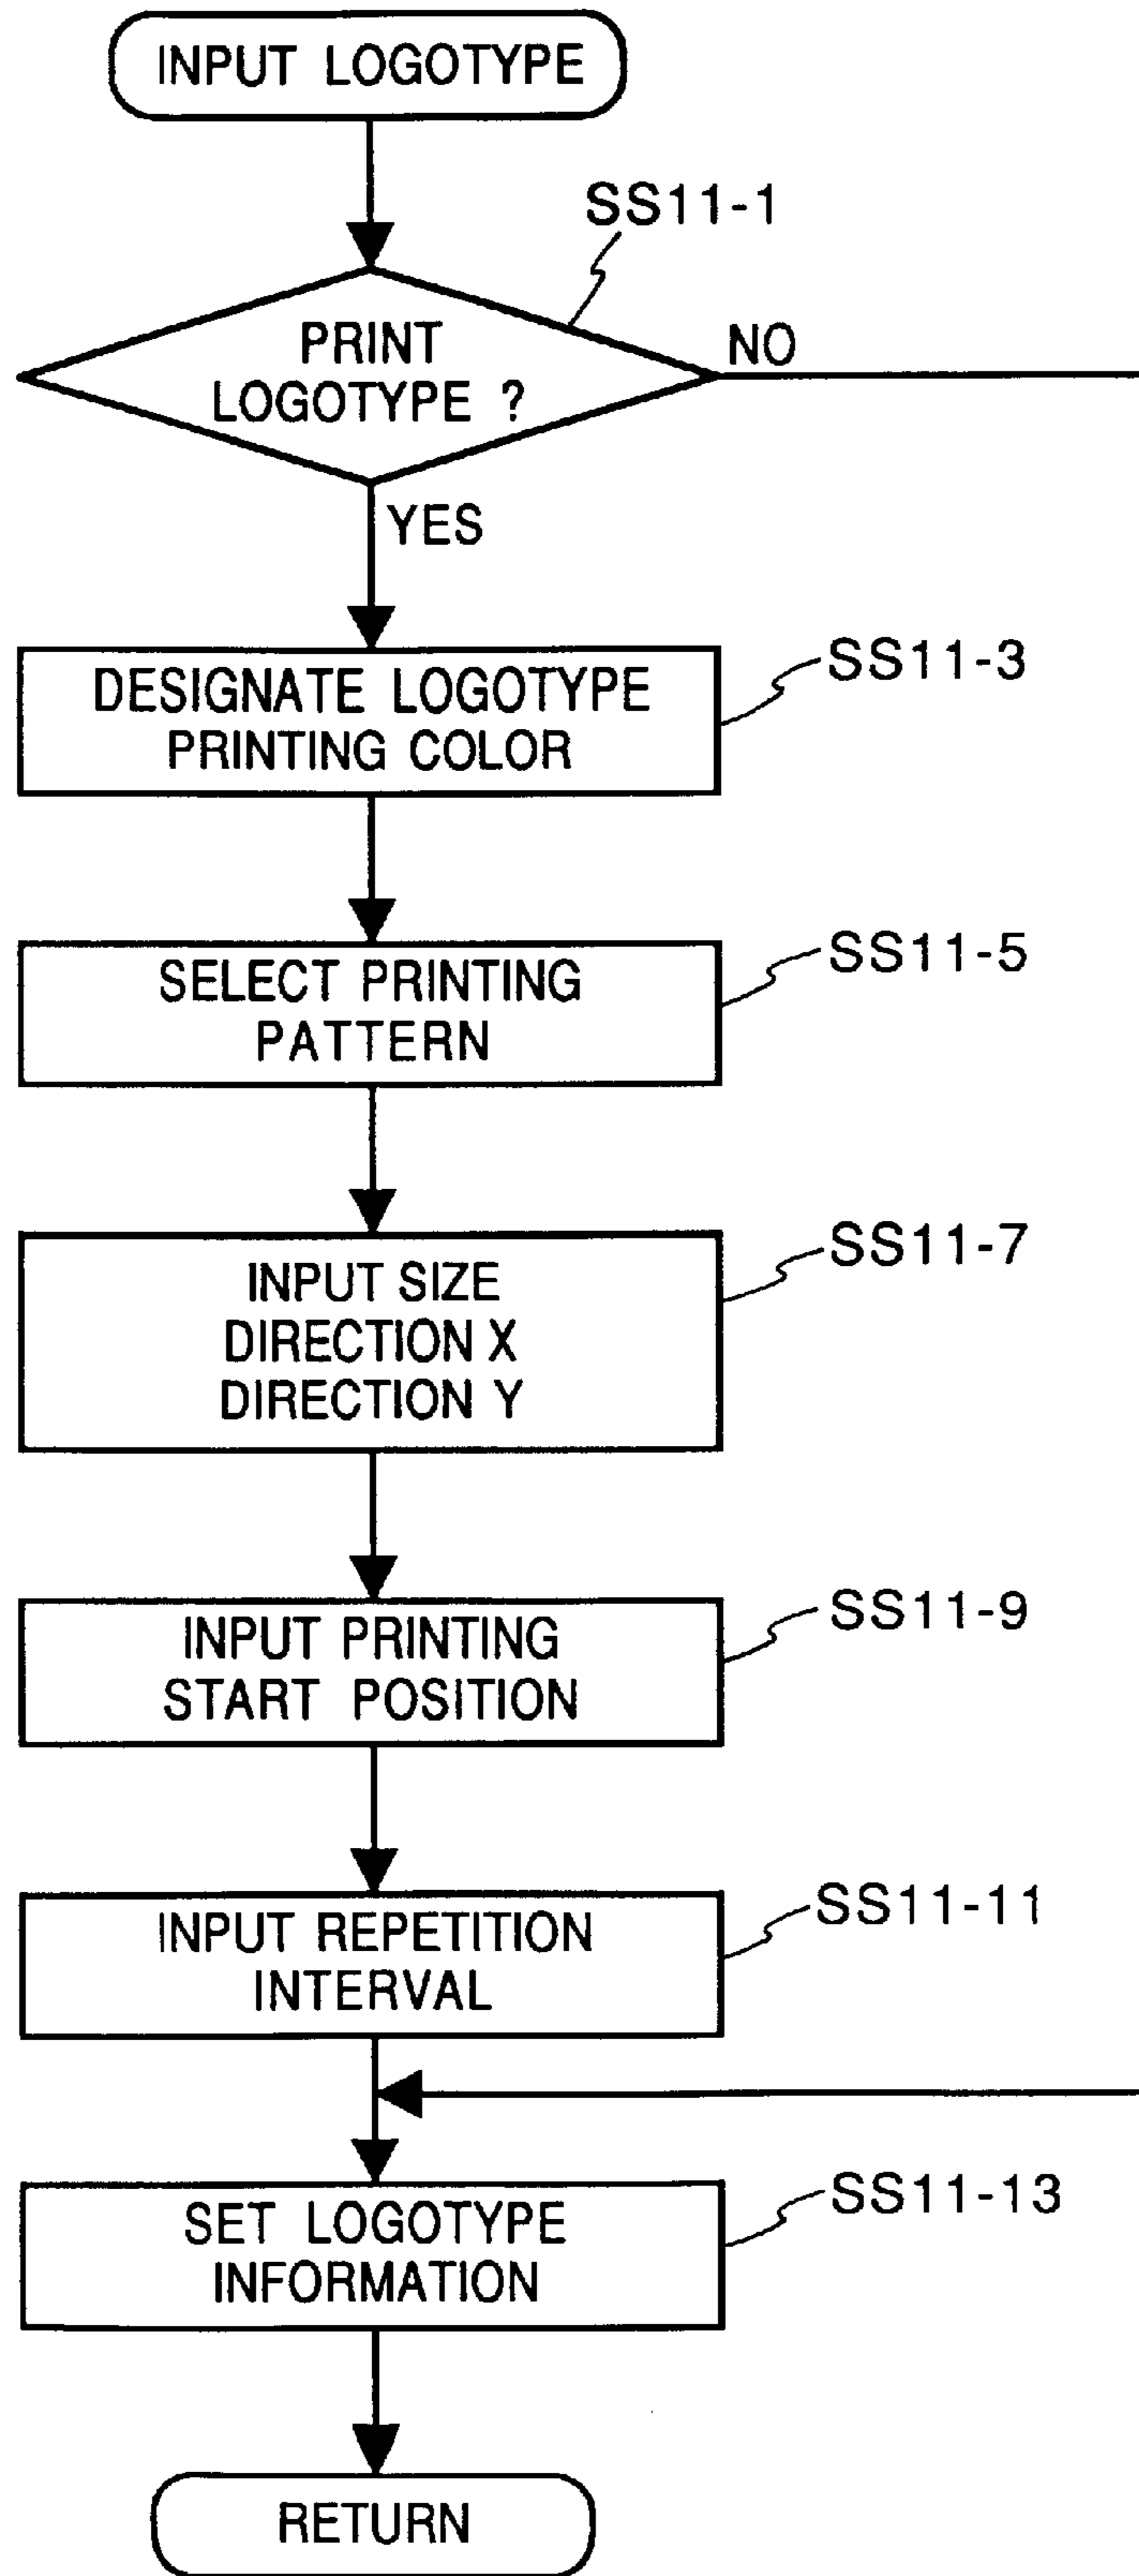 INPUT LOGOTYPE
SS11-1
PRINT
LOGOTYPE ?
NO
YES
SS11-3
DESIGNATE LOGOTYPE
PRINTING COLOR
SS11-5
SELECT PRINTING
PATTERN
SS11-7
INPUT SIZE
DIRECTION X
DIRECTION Y
SS11-9
INPUT PRINTING
START POSITION
SS11-11
INPUT REPETITION
INTERVAL
SS11-13
SET LOGOTYPE
INFORMATION
RETURN